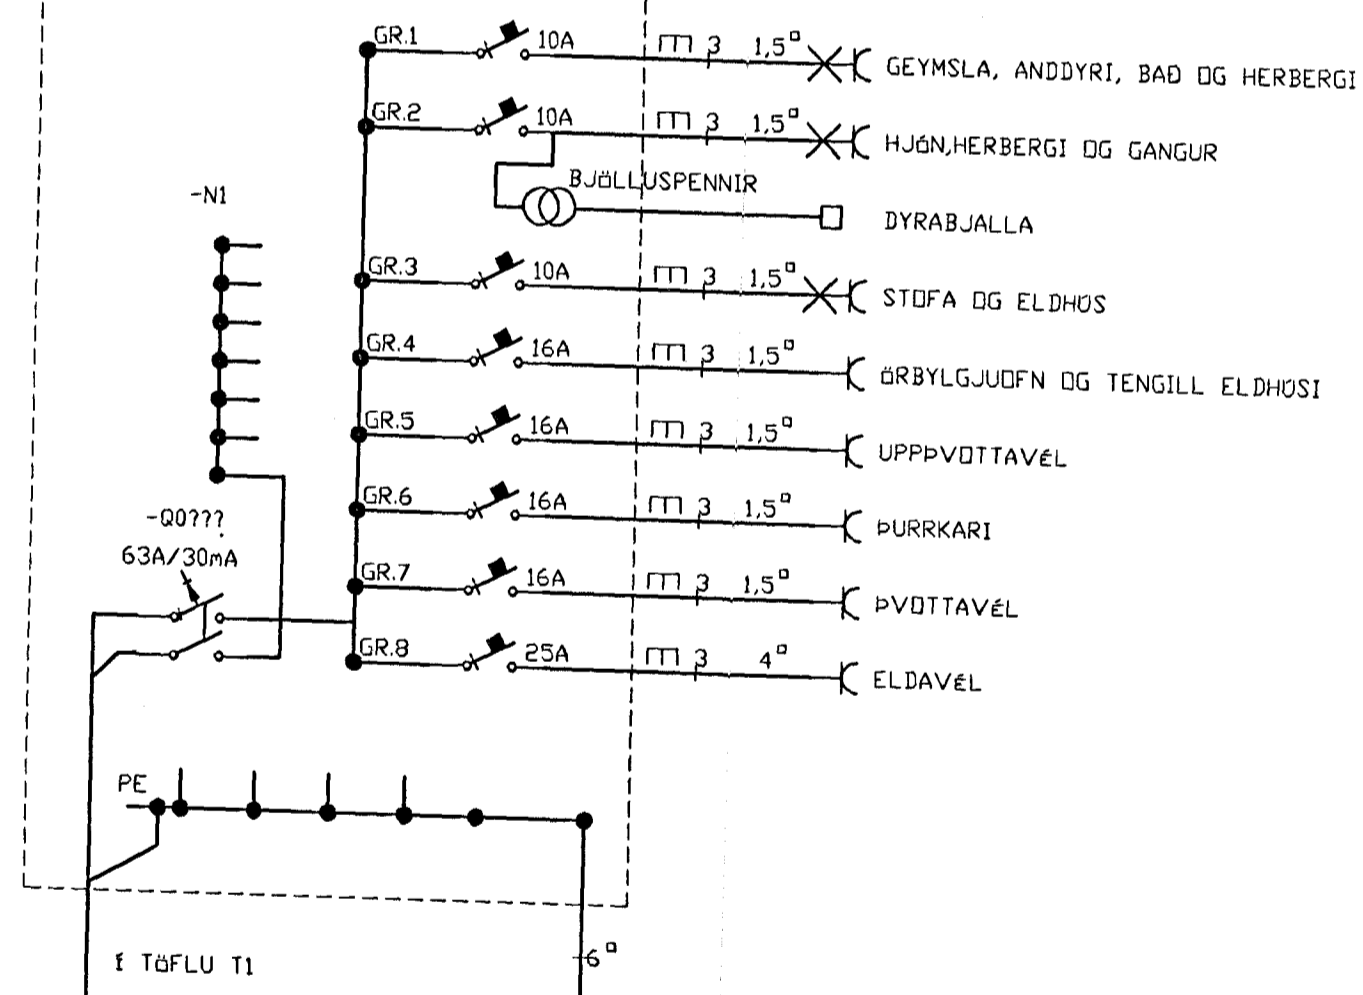 GR.1 10A 3 1,5▫ GEYMSLA, ANDDYRI, BAÐ OG HERBERGI
GR.2 10A 3 1,5▫ HJÓN,HERBERGI OG GANGUR
BJÖLLUSPENNIR
DYRABJALLA
-N1
GR.3 10A 3 1,5▫ STOFA OG ELDHÚS
GR.4 16A 3 1,5▫ ÖRBYLGJUOFN OG TENGILL ELDHÚSI
GR.5 16A 3 1,5▫ UPPÞVOTTAVÉL
GR.6 16A 3 1,5▫ ÞURRKARI
-Q0???
63A/30mA
GR.7 16A 3 1,5▫ ÞVOTTAVÉL
GR.8 25A 3 4▫ ELDAVÉL
PE
Í TÖFLU T1
6▫